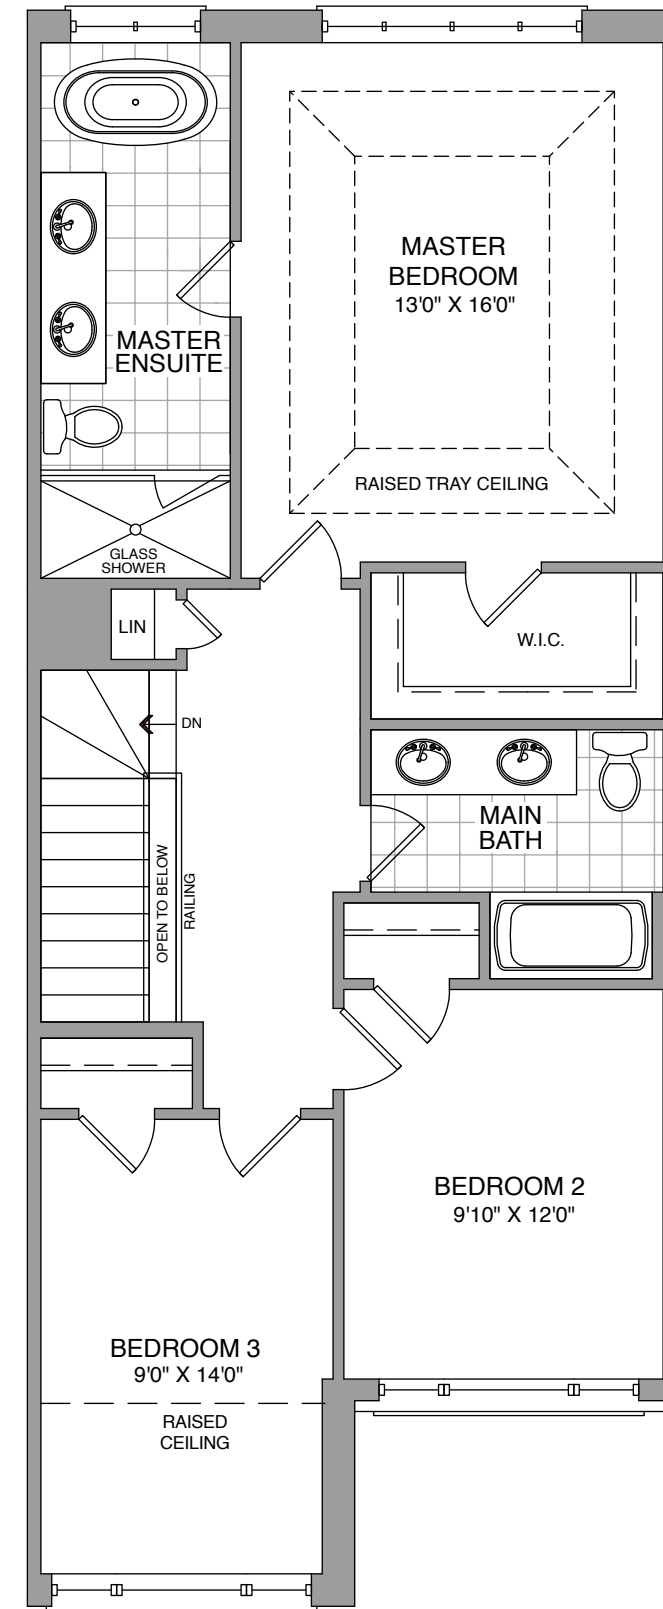 MASTER
BEDROOM
13'0" X 16'0"
MASTER
ENSUITE
RAISED TRAY CEILING
GLASS
SHOWER
LIN
W.I.C.
DN
MAIN
BATH
OPEN TO BELOW
RAILING
BEDROOM 2
9'10" X 12'0"
BEDROOM 3
9'0" X 14'0"
RAISED
CEILING